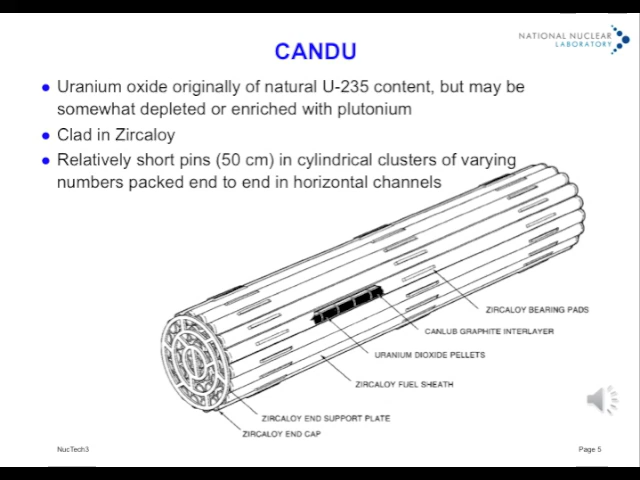 NATIONAL NUCLEAR
LABORATORY
CANDU
Uranium oxide originally of natural U-235 content, but may be
somewhat depleted or enriched with plutonium
Clad in Zircaloy
Relatively short pins (50 cm) in cylindrical clusters of varying
numbers packed end to end in horizontal channels
ZIRCALOY BEARING PADS
CANLUB GRAPHITE INTERLAYER
URANIUM DIOXIDE PELLETS
ZIRCALOY FUEL SHEATH
ZIRCALOY END SUPPORT PLATE
ZIRCALOY END CAP
NucTech3
Page 5